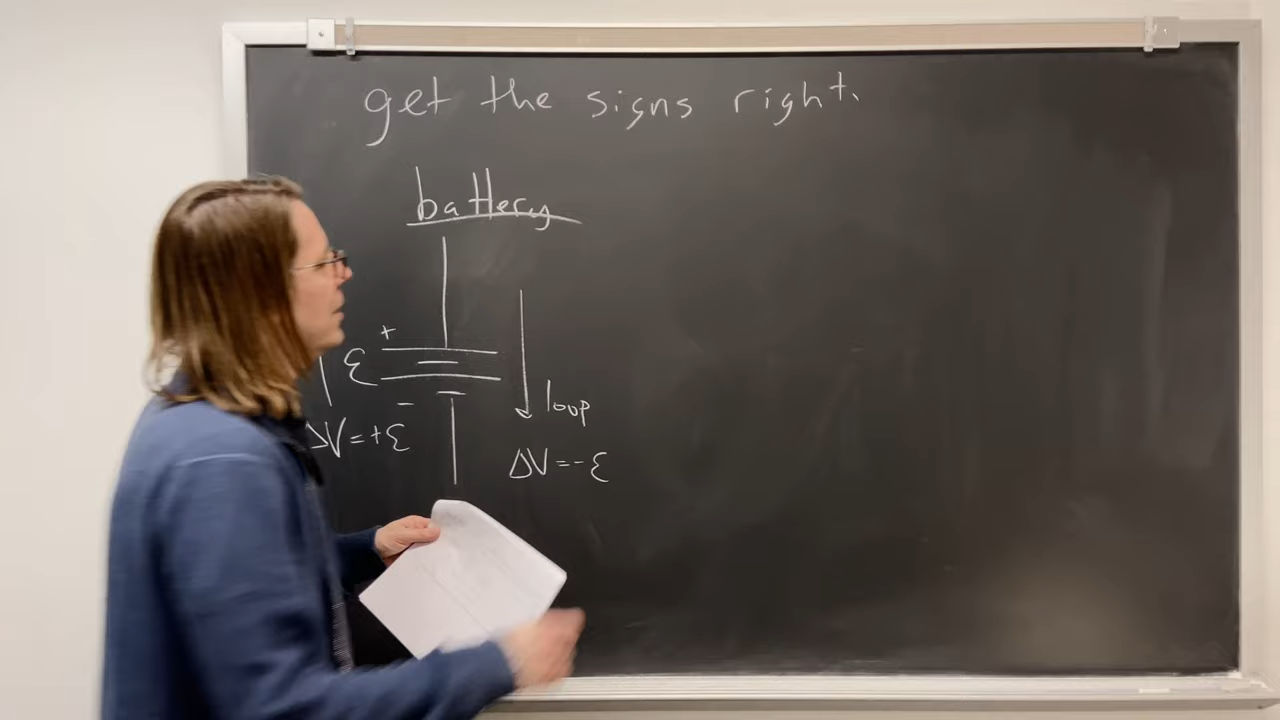 get the signs right.
battery
+
ε
-
loop
ΔV=+ε
ΔV=-ε